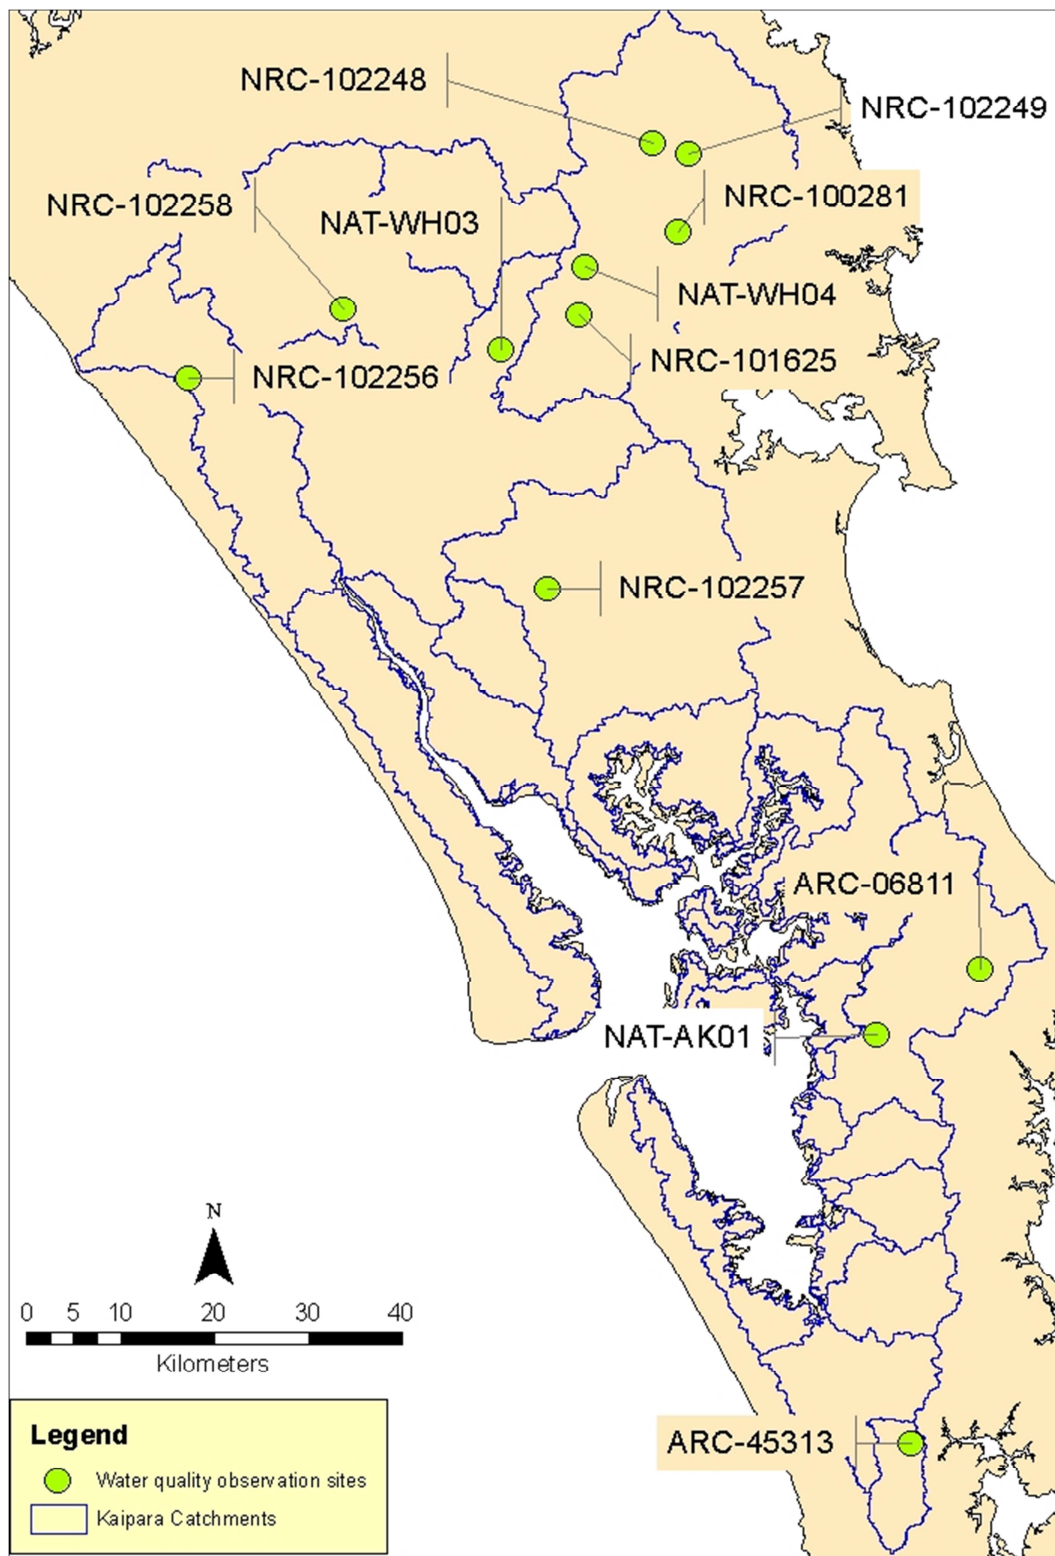 NRC-102248
NRC-102249
NRC-100281
NRC-102258
NAT-WH03
NAT-WH04
NRC-101625
NRC-102256
NRC-102257
ARC-06811
NAT-AK01
N
0 5 10 20 30 40
Kilometers
ARC-45313
Legend
Water quality observation sites
Kaipara Catchments